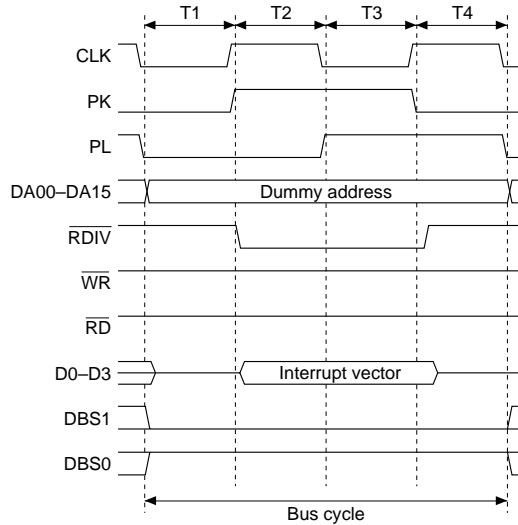 T1 T2 T3 T4
CLK
PK
PL
DA00–DA15 Dummy address
RDIV
WR
RD
D0–D3 Interrupt vector
DBS1
DBS0
Bus cycle